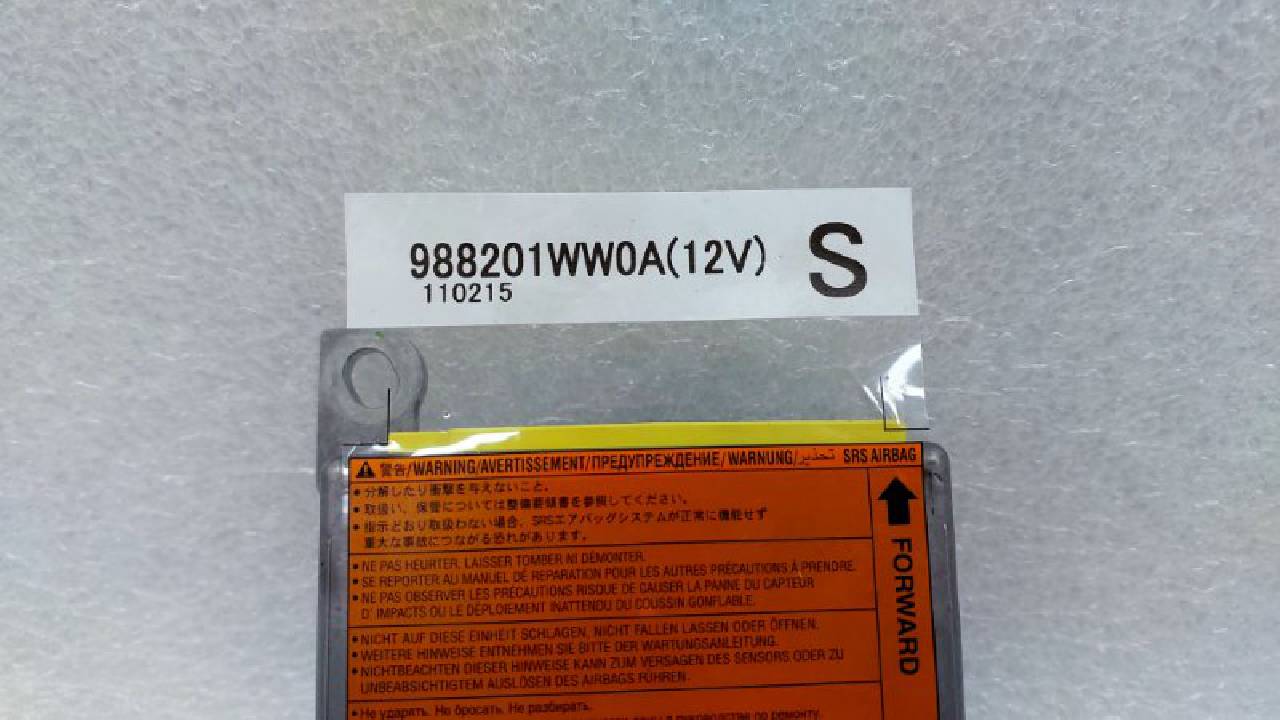 988201WW0A(12V) S
110215
警告/WARNING/AVERTISSEMENT/ПРЕДУПРЕЖДЕНИЕ/WARNUNG/تحذير SRS AIRBAG
• 分解したり衝撃を与えないこと。
• 取扱い、保管については整備要領書を参照してください。
• 指示どおり取扱わない場合、SRSエアバッグシステムが正常に機能せず
重大な事故につながる恐れがあります。
• NE PAS HEURTER, LAISSER TOMBER NI DÉMONTER.
• SE REPORTER AU MANUEL DE RÉPARATION POUR LES AUTRES PRÉCAUTIONS À PRENDRE.
• NE PAS OBSERVER LES PRÉCAUTIONS RISQUE DE CAUSER LA PANNE DU CAPTEUR
D'IMPACTS OU LE DÉPLOIEMENT INATTENDU DU COUSSIN GONFLABLE.
• NICHT AUF DIESE EINHEIT SCHLAGEN, NICHT FALLEN LASSEN ODER ÖFFNEN.
• WEITERE HINWEISE ENTNEHMEN SIE BITTE DER WARTUNGSANLEITUNG.
• NICHTBEACHTEN DIESER HINWEISE KANN ZUM VERSAGEN DES SENSORS ODER ZU
UNBEABSICHTIGTEM AUSLÖSEN DES AIRBAGS FÜHREN.
• Не ударять. Не бросать. Не разбирать.
по ремонту.
FORWARD